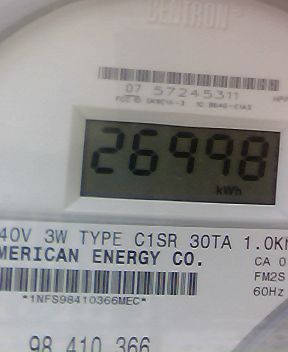 CENTRON
07 57245311
26998
kWh
40V 3W TYPE C1SR 30TA 1.0K
MERICAN ENERGY CO.
CA 0
FM2S
60Hz
*1NFS98410366MEC*
98 410 366